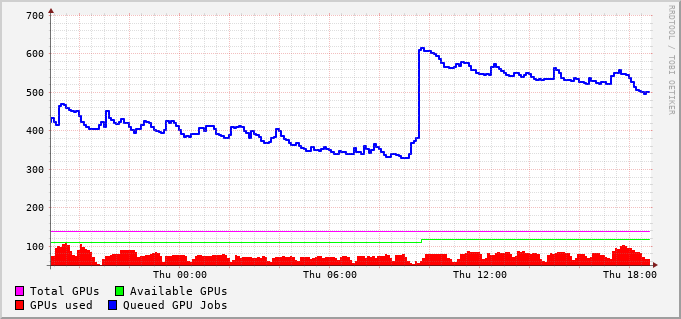 700
600
500
400
300
200
100
Thu 00:00 Thu 06:00 Thu 12:00 Thu 18:00
Total GPUs Available GPUs
GPUs used Queued GPU Jobs
RRDTOOL / TOBI OETIKER